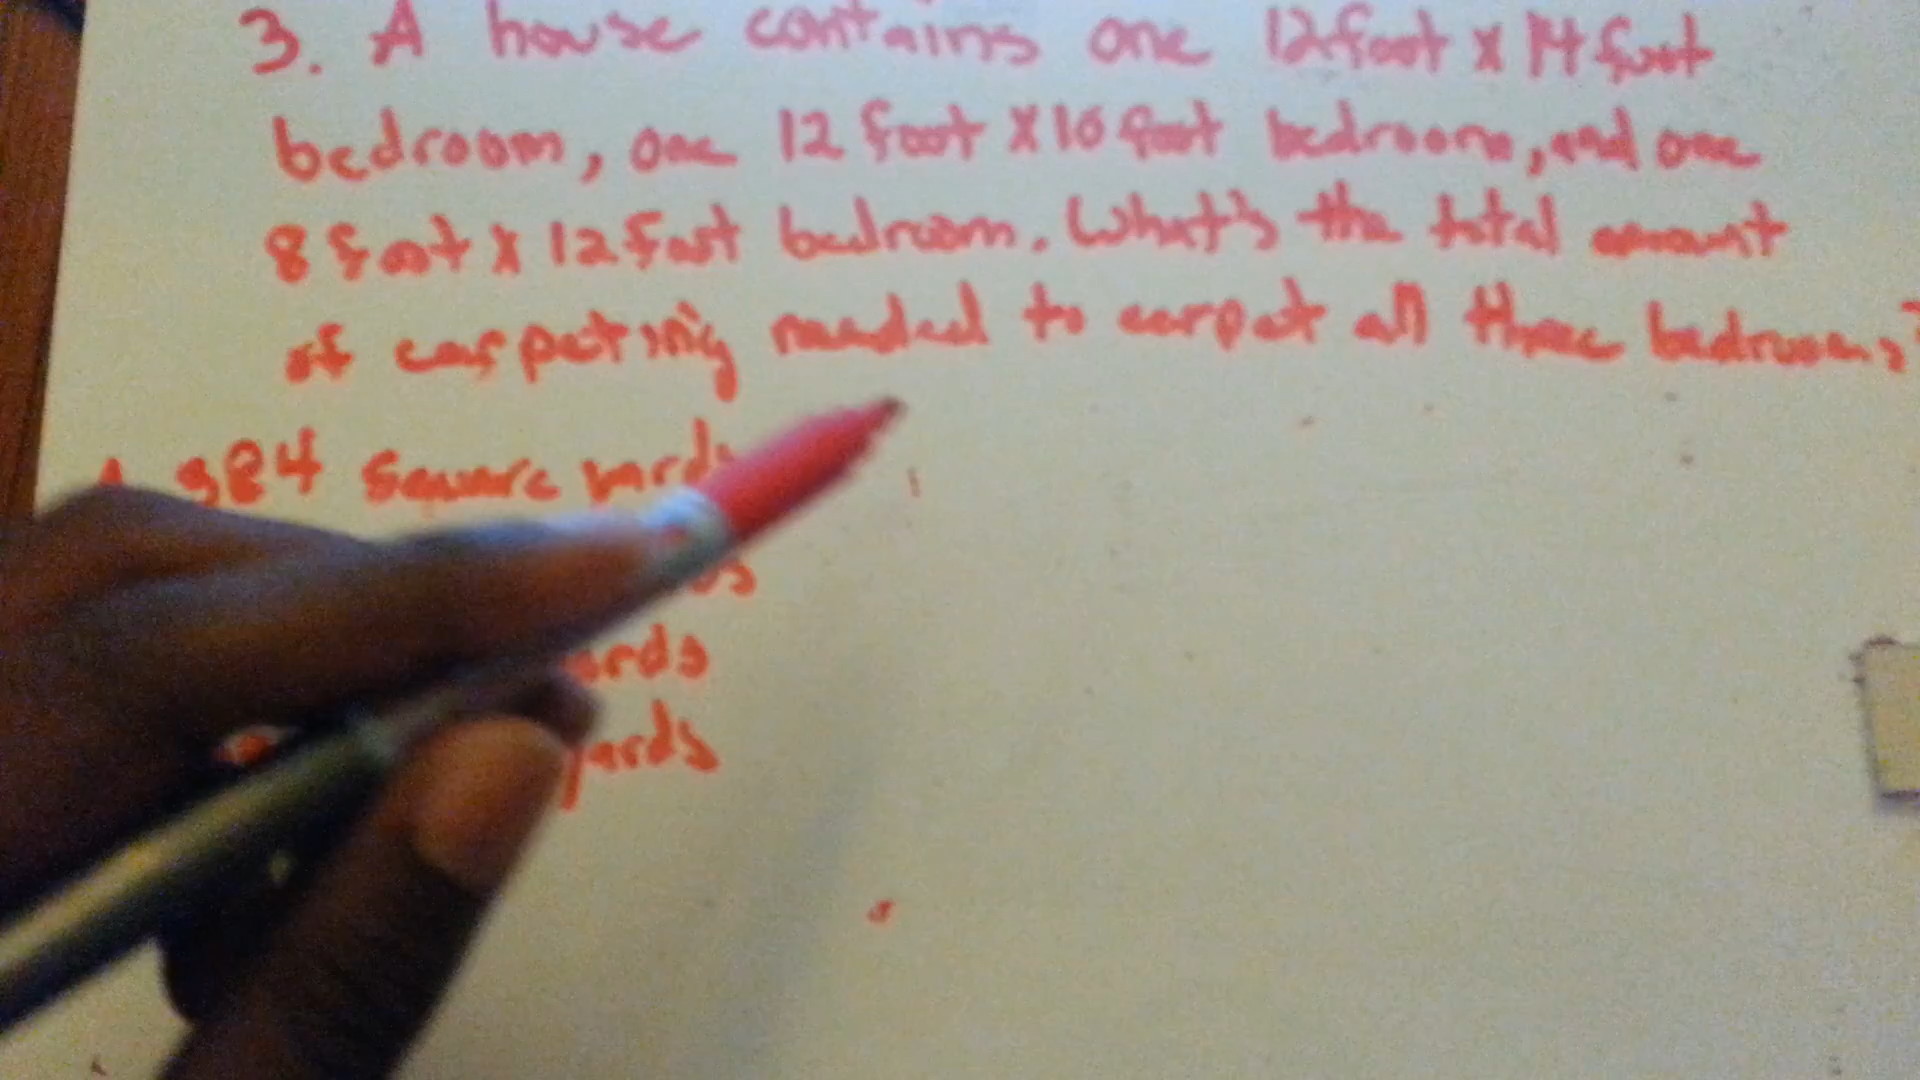 3. A house contains one 12 foot x 14 foot
bedroom, one 12 foot x 10 foot bedroom, and one
8 foot x 12 foot bedroom. What's the total amount
of carpeting needed to carpet all three bedrooms?
A 384 square yards
yards